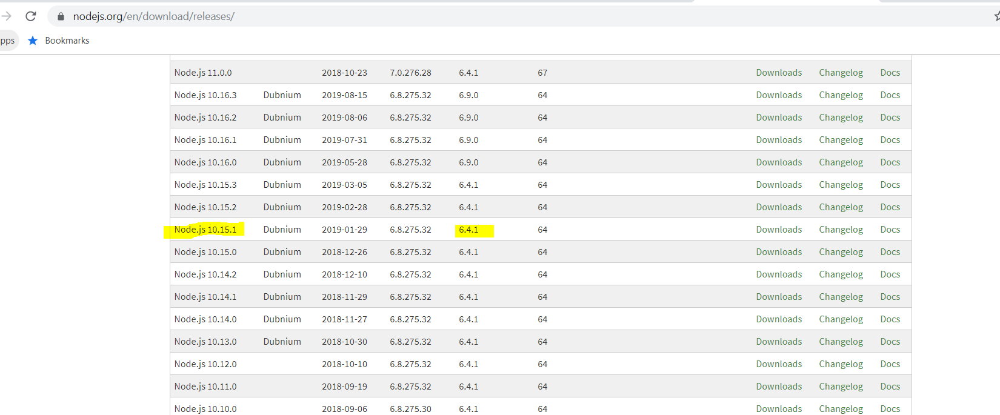 nodejs.org/en/download/releases/
pps Bookmarks
Node.js 11.0.0 2018-10-23 7.0.276.28 6.4.1 67 Downloads Changelog Docs
Node.js 10.16.3 Dubnium 2019-08-15 6.8.275.32 6.9.0 64 Downloads Changelog Docs
Node.js 10.16.2 Dubnium 2019-08-06 6.8.275.32 6.9.0 64 Downloads Changelog Docs
Node.js 10.16.1 Dubnium 2019-07-31 6.8.275.32 6.9.0 64 Downloads Changelog Docs
Node.js 10.16.0 Dubnium 2019-05-28 6.8.275.32 6.9.0 64 Downloads Changelog Docs
Node.js 10.15.3 Dubnium 2019-03-05 6.8.275.32 6.4.1 64 Downloads Changelog Docs
Node.js 10.15.2 Dubnium 2019-02-28 6.8.275.32 6.4.1 64 Downloads Changelog Docs
Node.js 10.15.1 Dubnium 2019-01-29 6.8.275.32 6.4.1 64 Downloads Changelog Docs
Node.js 10.15.0 Dubnium 2018-12-26 6.8.275.32 6.4.1 64 Downloads Changelog Docs
Node.js 10.14.2 Dubnium 2018-12-10 6.8.275.32 6.4.1 64 Downloads Changelog Docs
Node.js 10.14.1 Dubnium 2018-11-29 6.8.275.32 6.4.1 64 Downloads Changelog Docs
Node.js 10.14.0 Dubnium 2018-11-27 6.8.275.32 6.4.1 64 Downloads Changelog Docs
Node.js 10.13.0 Dubnium 2018-10-30 6.8.275.32 6.4.1 64 Downloads Changelog Docs
Node.js 10.12.0 2018-10-10 6.8.275.32 6.4.1 64 Downloads Changelog Docs
Node.js 10.11.0 2018-09-19 6.8.275.32 6.4.1 64 Downloads Changelog Docs
Node.js 10.10.0 2018-09-06 6.8.275.30 6.4.1 64 Downloads Changelog Docs